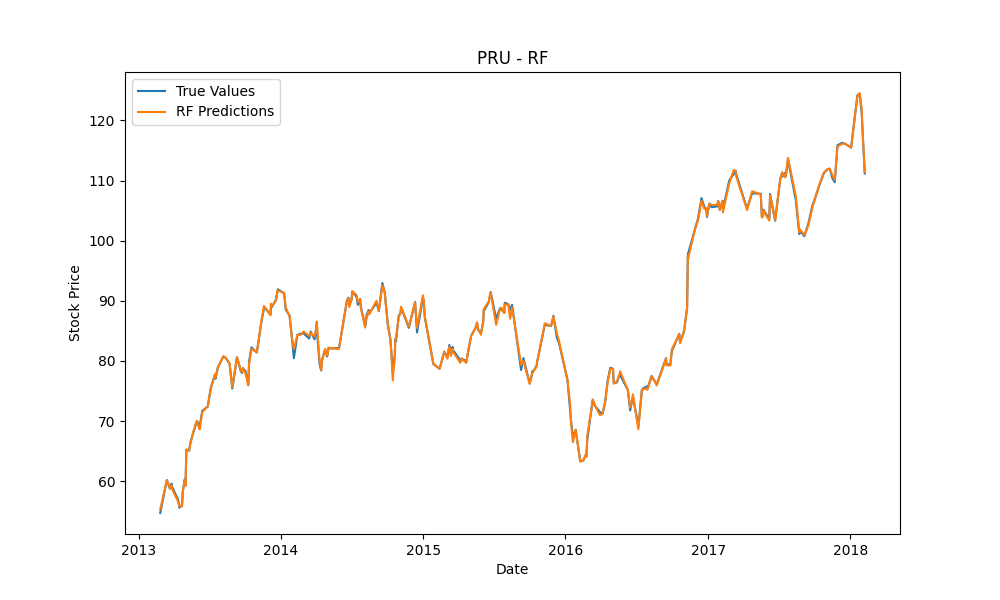 PRU - RF
True Values
RF Predictions
Stock Price
120
110
100
90
80
70
60
2013
2014
2015
2016
2017
2018
Date